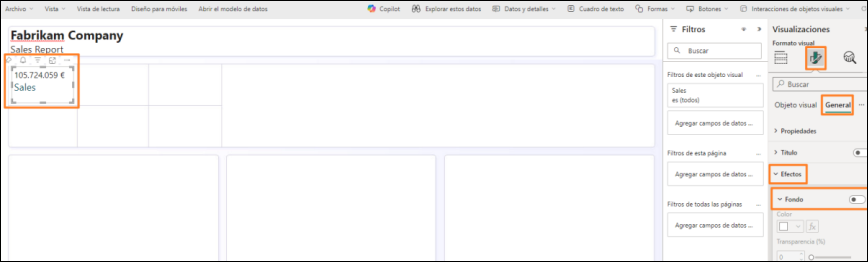 Archivo Vista Vista de lectura Diseño para móviles Abrir el modelo de datos Copilot Explorar estos datos Datos y detalles Cuadro de texto Formas Botones Interacciones de objetos visuales
Fabrikam Company
Sales Report
105.724.059 €
Sales
Filtros
Buscar
Filtros de este objeto visual ...
Sales
es (todos)
Agregar campos de datos ...
Filtros de esta página ...
Agregar campos de datos ...
Filtros de todas las páginas ...
Agregar campos de datos ...
Visualizaciones
Formato visual
Buscar
Objeto visual General ...
Propiedades
Título
Efectos
Fondo
Color
fx
Transparencia (%)
0